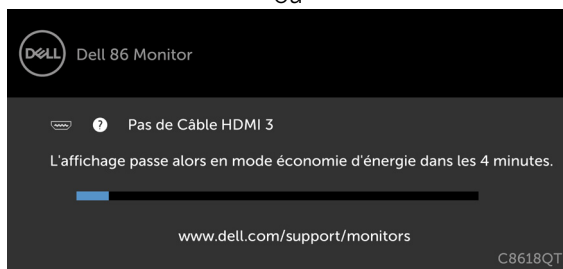 ou
DELL Dell 86 Monitor
? Pas de Câble HDMI 3
L'affichage passe alors en mode économie d'énergie dans les 4 minutes.
www.dell.com/support/monitors
C8618QT